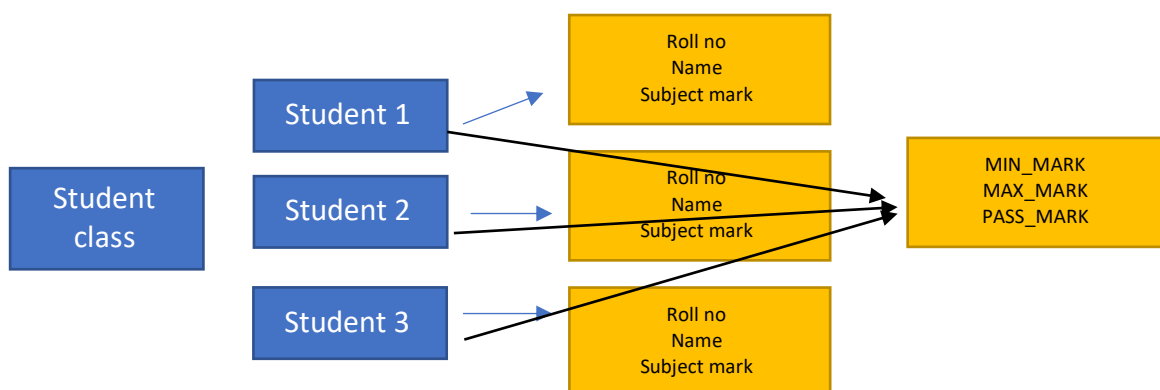 Student
class
Student 1
Student 2
Student 3
Roll no
Name
Subject mark
Roll no
Name
Subject mark
Roll no
Name
Subject mark
MIN_MARK
MAX_MARK
PASS_MARK